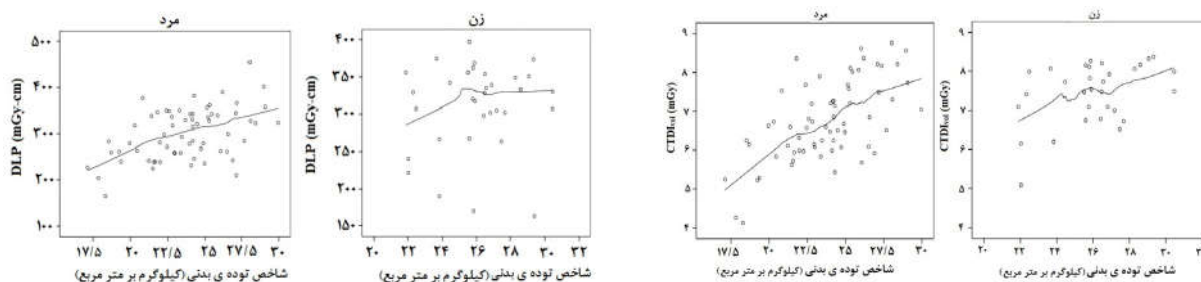 مرد
DLP (mGy-cm)
۵۰۰
۴۰۰
۳۰۰
۲۰۰
۱۰۰
۱۷/۵ ۲۰ ۲۲/۵ ۲۵ ۲۷/۵ ۳۰
شاخص توده ی بدنی (کیلوگرم بر متر مربع)
زن
DLP (mGy-cm)
۴۰۰
۳۵۰
۳۰۰
۲۵۰
۲۰۰
۱۵۰
۲۰ ۲۲ ۲۴ ۲۶ ۲۸ ۳۰ ۳۲
شاخص توده ی بدنی (کیلوگرم بر متر مربع)
مرد
(mGy)
۹
۸
۷
۶
۵
۴
۱۷/۵ ۲۰ ۲۲/۵ ۲۵ ۲۷/۵ ۳۰
شاخص توده ی بدنی (کیلوگرم بر متر مربع)
زن
(mGy)
۹
۸
۷
۶
۵
۴
۲۰ ۲۲ ۲۴ ۲۶ ۲۸ ۳۰
شاخص توده ی بدنی (کیلوگرم بر متر مربع)